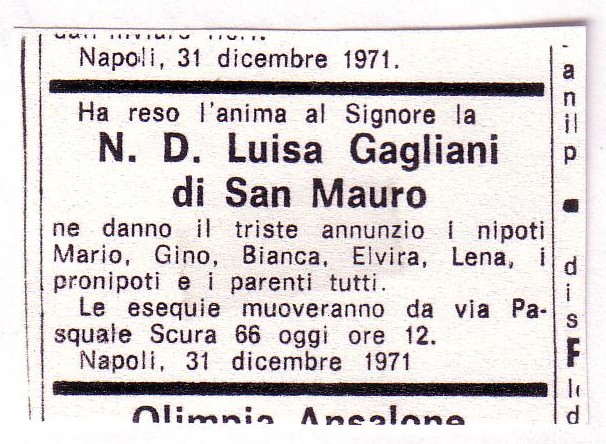 Napoli, 31 dicembre 1971.
Ha reso l'anima al Signore la
N. D. Luisa Gagliani
di San Mauro
ne danno il triste annunzio i nipoti
Mario, Gino, Bianca, Elvira, Lena, i
pronipoti e i parenti tutti.
Le esequie muoveranno da via Pa-
squale Scura 66 oggi ore 12.
Napoli, 31 dicembre 1971
Olimpia Ansalone